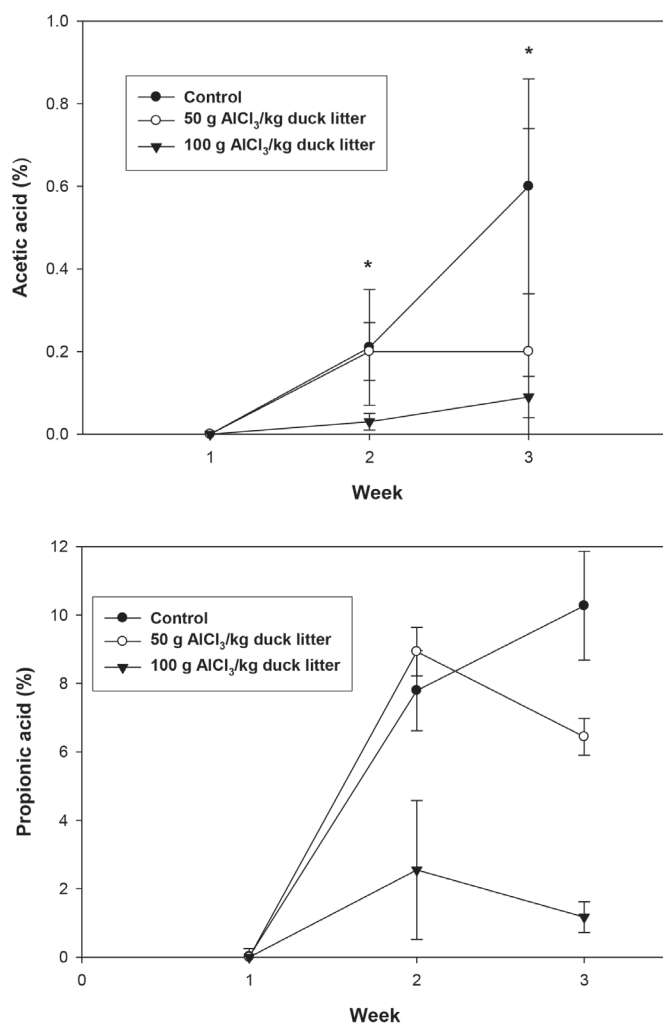 1.0
*
Control
50 g AlCl₃/kg duck litter
100 g AlCl₃/kg duck litter
0.8
0.6
Acetic acid (%)
0.4
*
0.2
0.0
1 2 3
Week
12
10
Control
50 g AlCl₃/kg duck litter
100 g AlCl₃/kg duck litter
8
Propionic acid (%)
6
4
2
0
0 1 2 3
Week